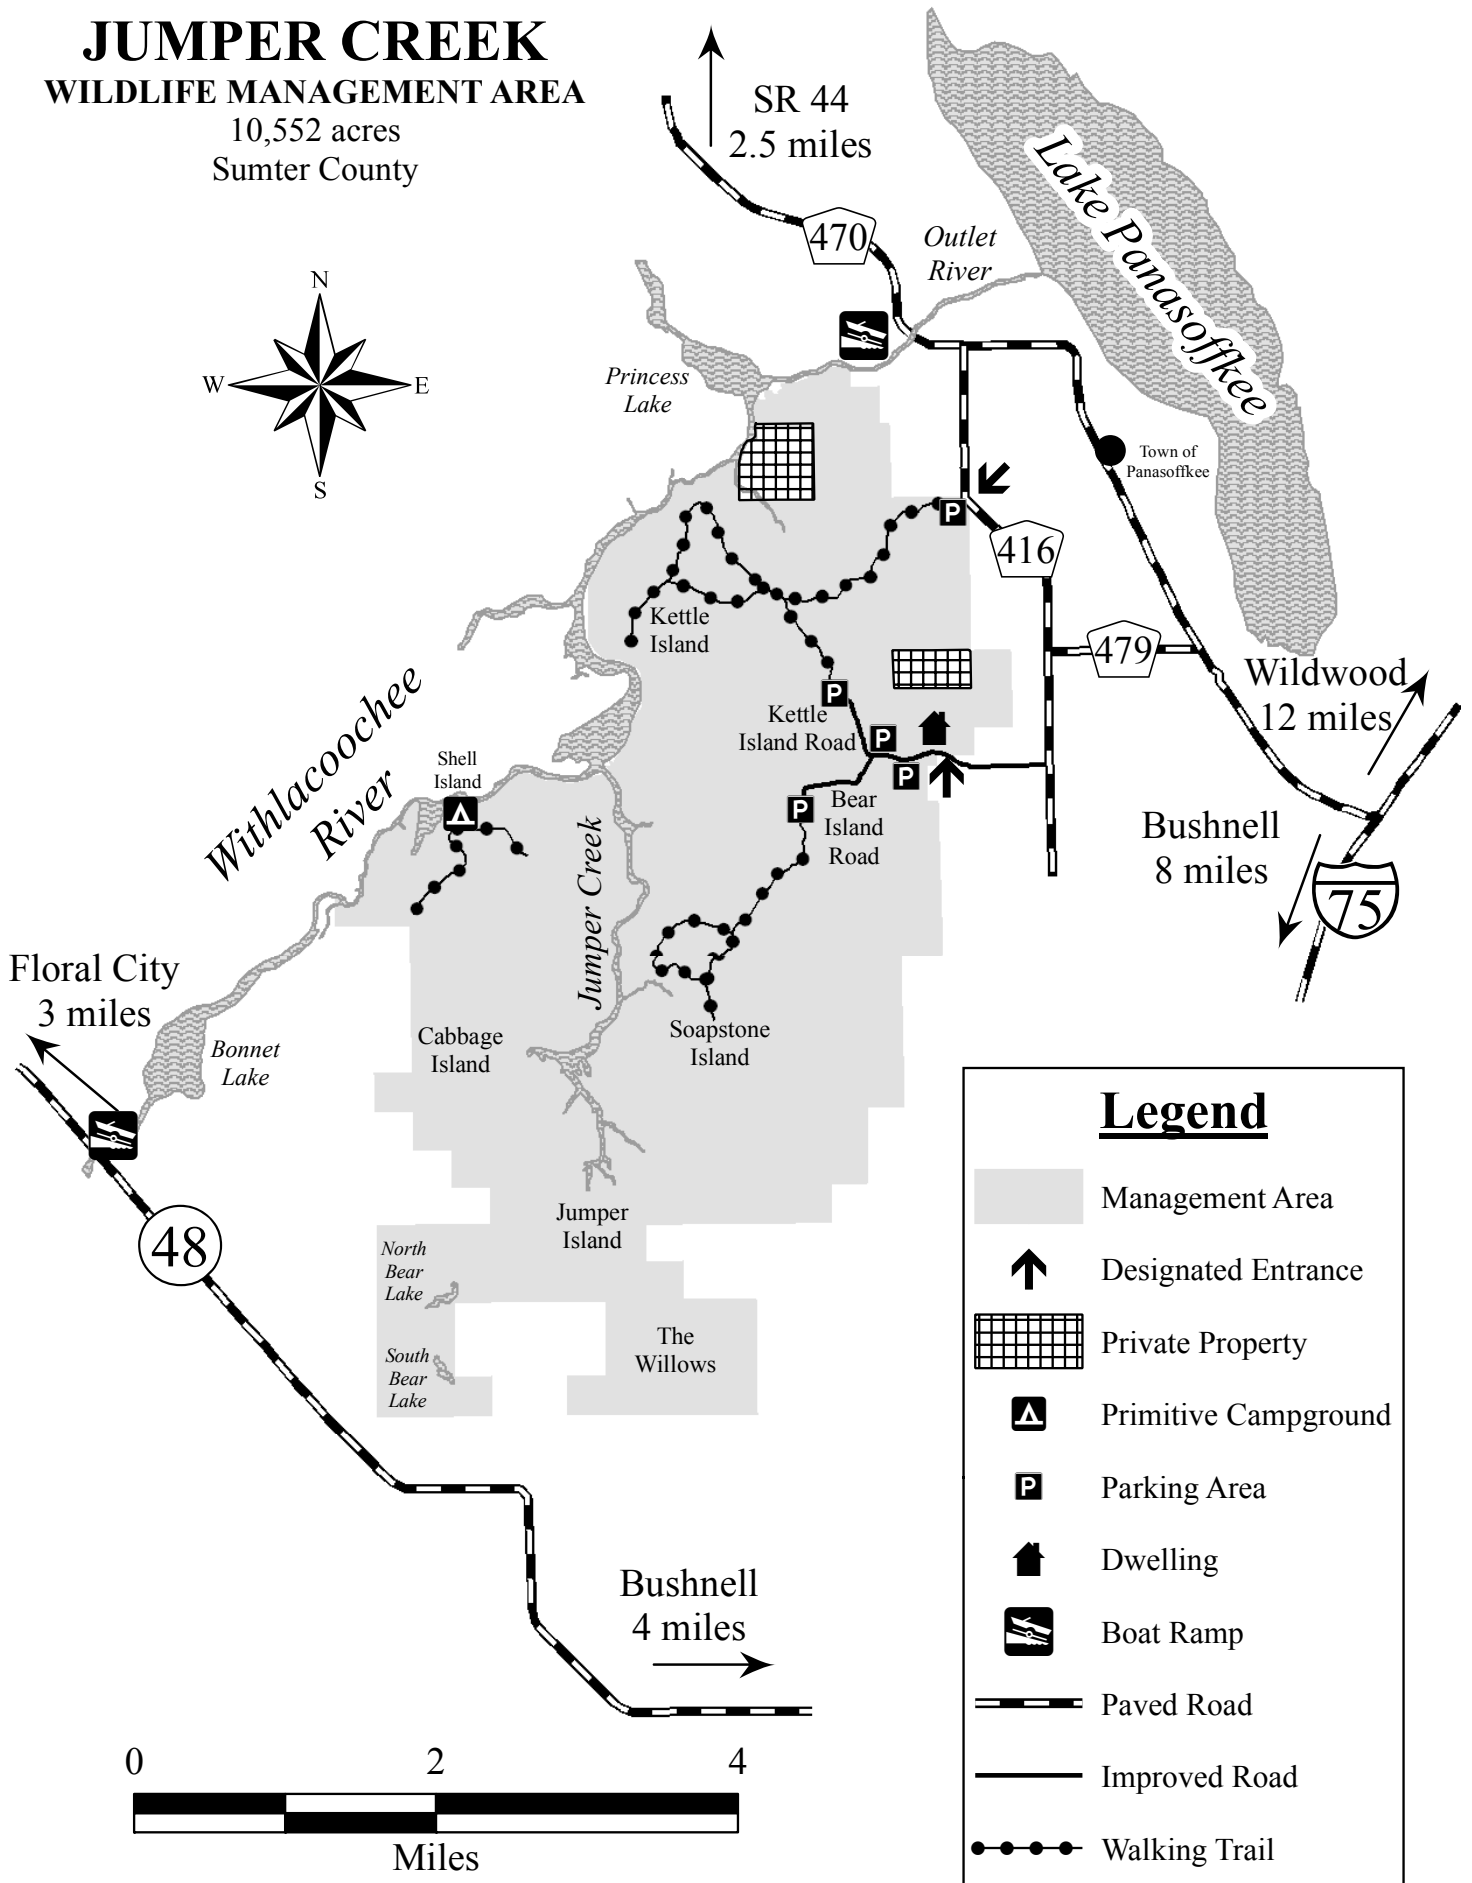 JUMPER CREEK
WILDLIFE MANAGEMENT AREA
10,552 acres
Sumter County
SR 44
2.5 miles
470
Outlet
River
Lake Panasoffkee
N
W
E
S
Princess
Lake
Town of
Panasoffkee
P
416
Kettle
Island
479
Wildwood
12 miles
P
Kettle
Island Road
P
P
Withlacoochee
River
Shell
Island
P
Bear
Island
Road
Jumper Creek
Bushnell
8 miles
75
Floral City
3 miles
Bonnet
Lake
Cabbage
Island
Soapstone
Island
Jumper
Island
48
North
Bear
Lake
South
Bear
Lake
The
Willows
Bushnell
4 miles
0 2 4
Miles
Legend
Management Area
Designated Entrance
Private Property
Primitive Campground
P Parking Area
Dwelling
Boat Ramp
Paved Road
Improved Road
Walking Trail